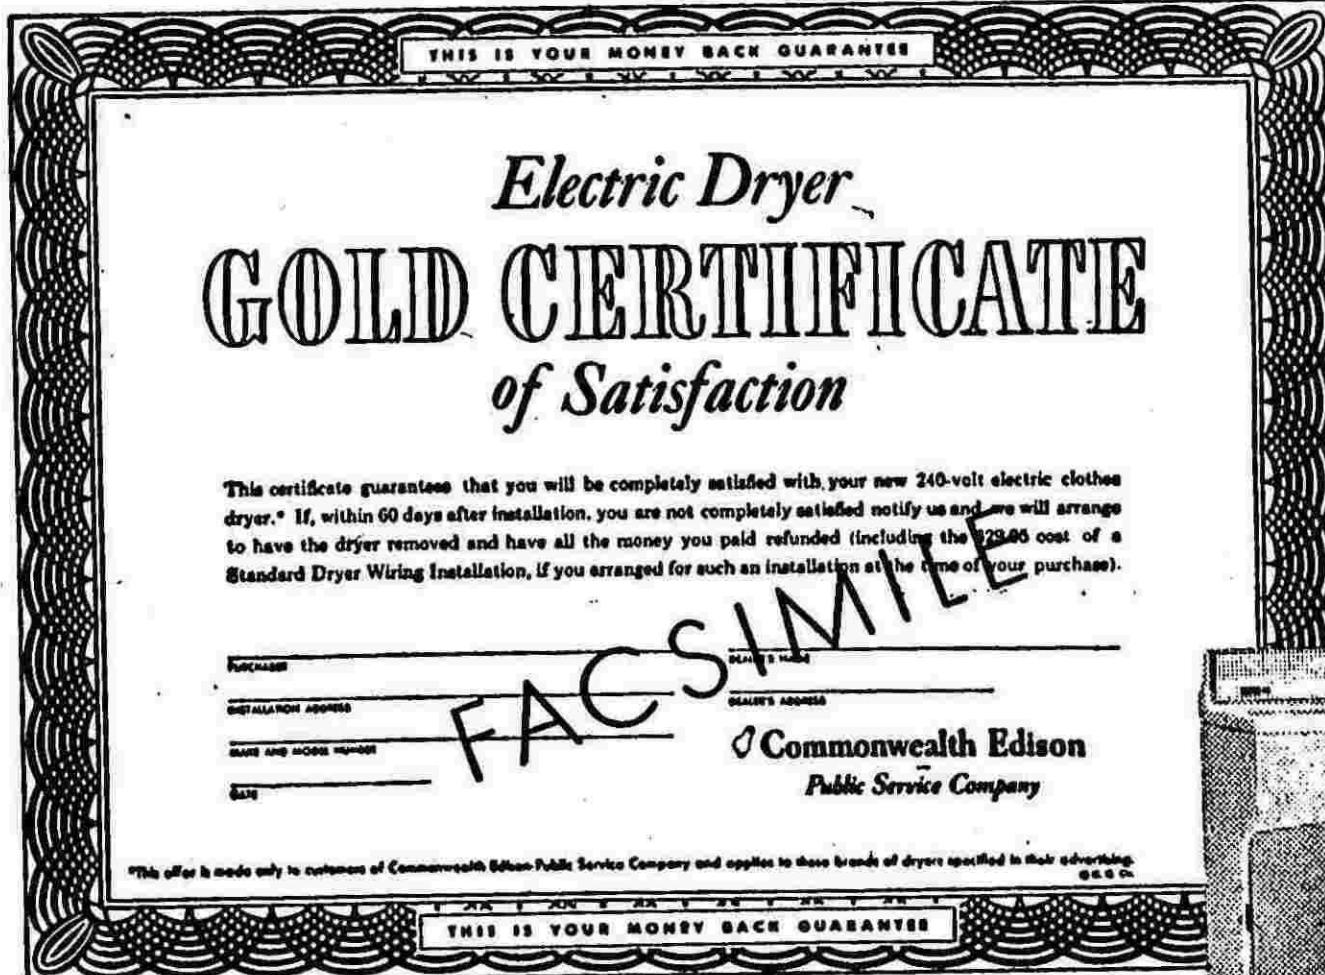 THIS IS YOUR MONEY BACK GUARANTEE
Electric Dryer
GOLD CERTIFICATE
of Satisfaction
This certificate guarantees that you will be completely satisfied with your new 240-volt electric clothes
dryer.* If, within 60 days after installation, you are not completely satisfied notify us and we will arrange
to have the dryer removed and have all the money you paid refunded (including the cost of a
Standard Dryer Wiring Installation, if you arranged for such an installation at the time of your purchase).
FACSIMILE
PURCHASER
DEALER'S NAME
INSTALLATION ADDRESS
DEALER'S ADDRESS
MAKE AND MODEL NUMBER
DATE
Commonwealth Edison
Public Service Company
*This offer is made only to customers of Commonwealth Edison-Public Service Company and applies to those brands of dryers specified in their advertising.
THIS IS YOUR MONEY BACK GUARANTEE